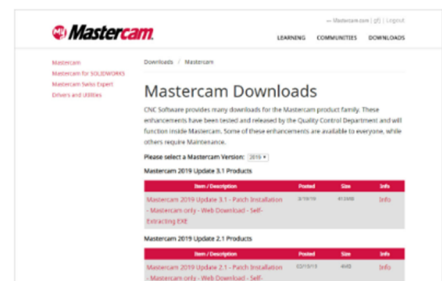 Mastercam.
LEARNING COMMUNITIES DOWNLOADS
Mastercam
Mastercam for SOLIDWORKS
Mastercam Swiss Expert
Drivers and Utilities
Downloads / Mastercam
Mastercam Downloads
CNC Software provides many downloads for the Mastercam product family. These
enhancements have been tested and released by the Quality Control Department and will
function inside Mastercam. Some of these enhancements are available to everyone, while
others require Maintenance.
Please select a Mastercam Version: 2019
Mastercam 2019 Update 3.1 Products
Item / Description Posted Size Info
Mastercam 2019 Update 3.1 - Patch Installation
- Mastercam only - Web Download - Self-
Extracting EXE
Info
Mastercam 2019 Update 2.1 Products
Item / Description Posted Size Info
Mastercam 2019 Update 2.1 - Patch Installation Info
- Mastercam only - Web Download - Self-